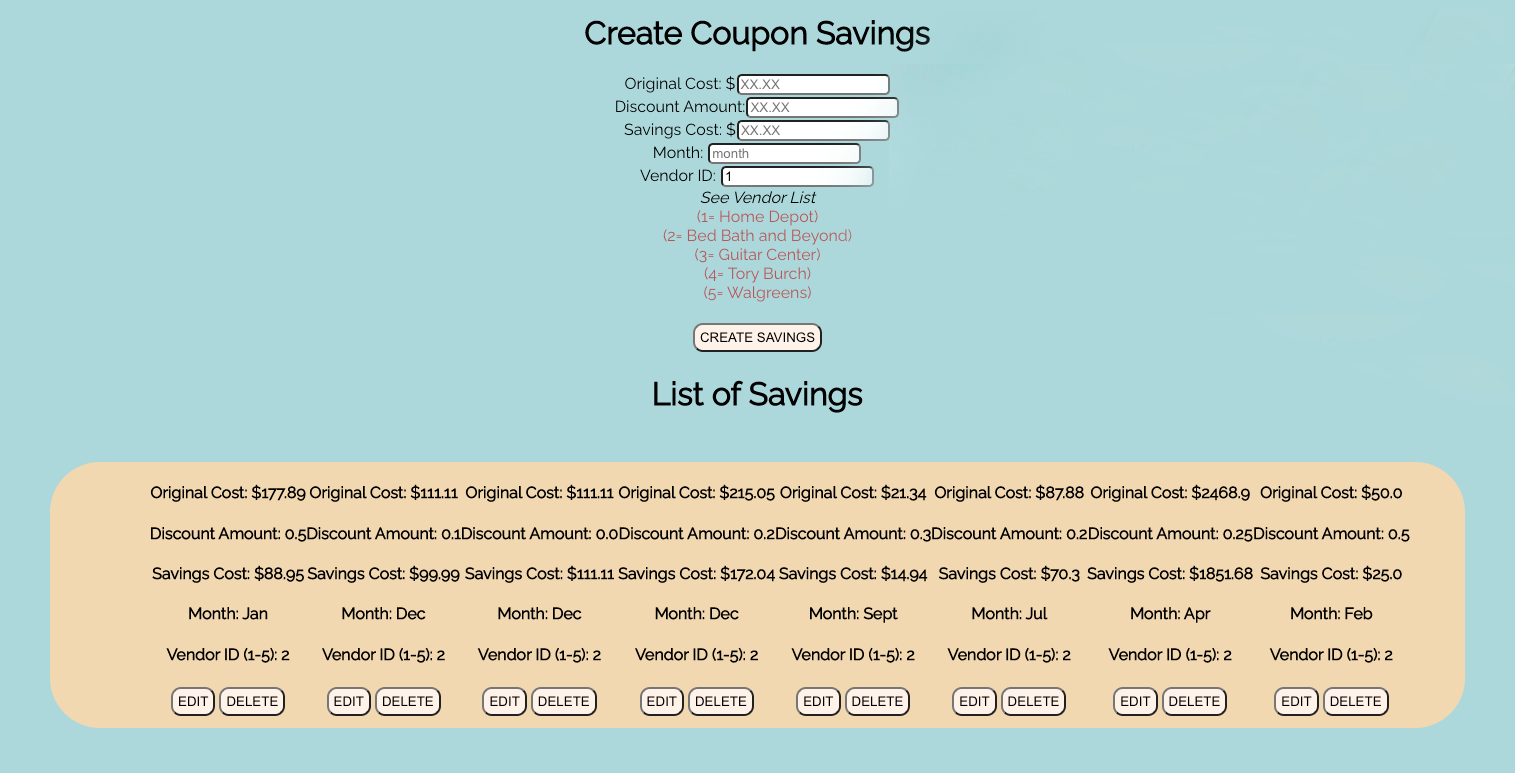 Create Coupon Savings
Original Cost: $ XX.XX
Discount Amount: XX.XX
Savings Cost: $ XX.XX
Month: month
Vendor ID: 1
See Vendor List
(1= Home Depot)
(2= Bed Bath and Beyond)
(3= Guitar Center)
(4= Tory Burch)
(5= Walgreens)
CREATE SAVINGS
List of Savings
Original Cost: $177.89 Original Cost: $111.11 Original Cost: $111.11 Original Cost: $215.05 Original Cost: $21.34 Original Cost: $87.88 Original Cost: $2468.9 Original Cost: $50.0
Discount Amount: 0.5 Discount Amount: 0.1 Discount Amount: 0.0 Discount Amount: 0.2 Discount Amount: 0.3 Discount Amount: 0.2 Discount Amount: 0.25 Discount Amount: 0.5
Savings Cost: $88.95 Savings Cost: $99.99 Savings Cost: $111.11 Savings Cost: $172.04 Savings Cost: $14.94 Savings Cost: $70.3 Savings Cost: $1851.68 Savings Cost: $25.0
Month: Jan Month: Dec Month: Dec Month: Dec Month: Sept Month: Jul Month: Apr Month: Feb
Vendor ID (1-5): 2 Vendor ID (1-5): 2 Vendor ID (1-5): 2 Vendor ID (1-5): 2 Vendor ID (1-5): 2 Vendor ID (1-5): 2 Vendor ID (1-5): 2 Vendor ID (1-5): 2
EDIT DELETE EDIT DELETE EDIT DELETE EDIT DELETE EDIT DELETE EDIT DELETE EDIT DELETE EDIT DELETE